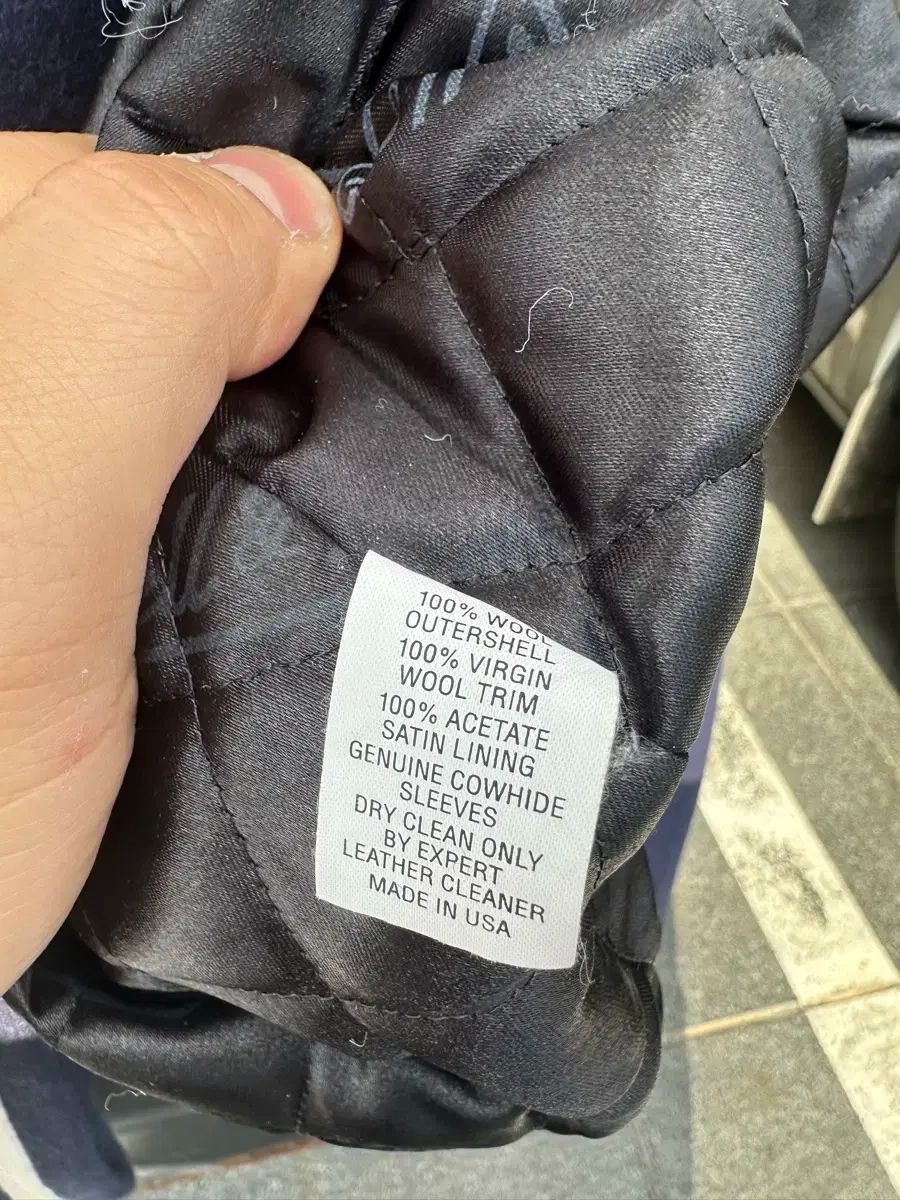 100% WOOL
OUTERSHELL
100% VIRGIN
WOOL TRIM
100% ACETATE
SATIN LINING
GENUINE COWHIDE
SLEEVES
DRY CLEAN ONLY
BY EXPERT
LEATHER CLEANER
MADE IN USA